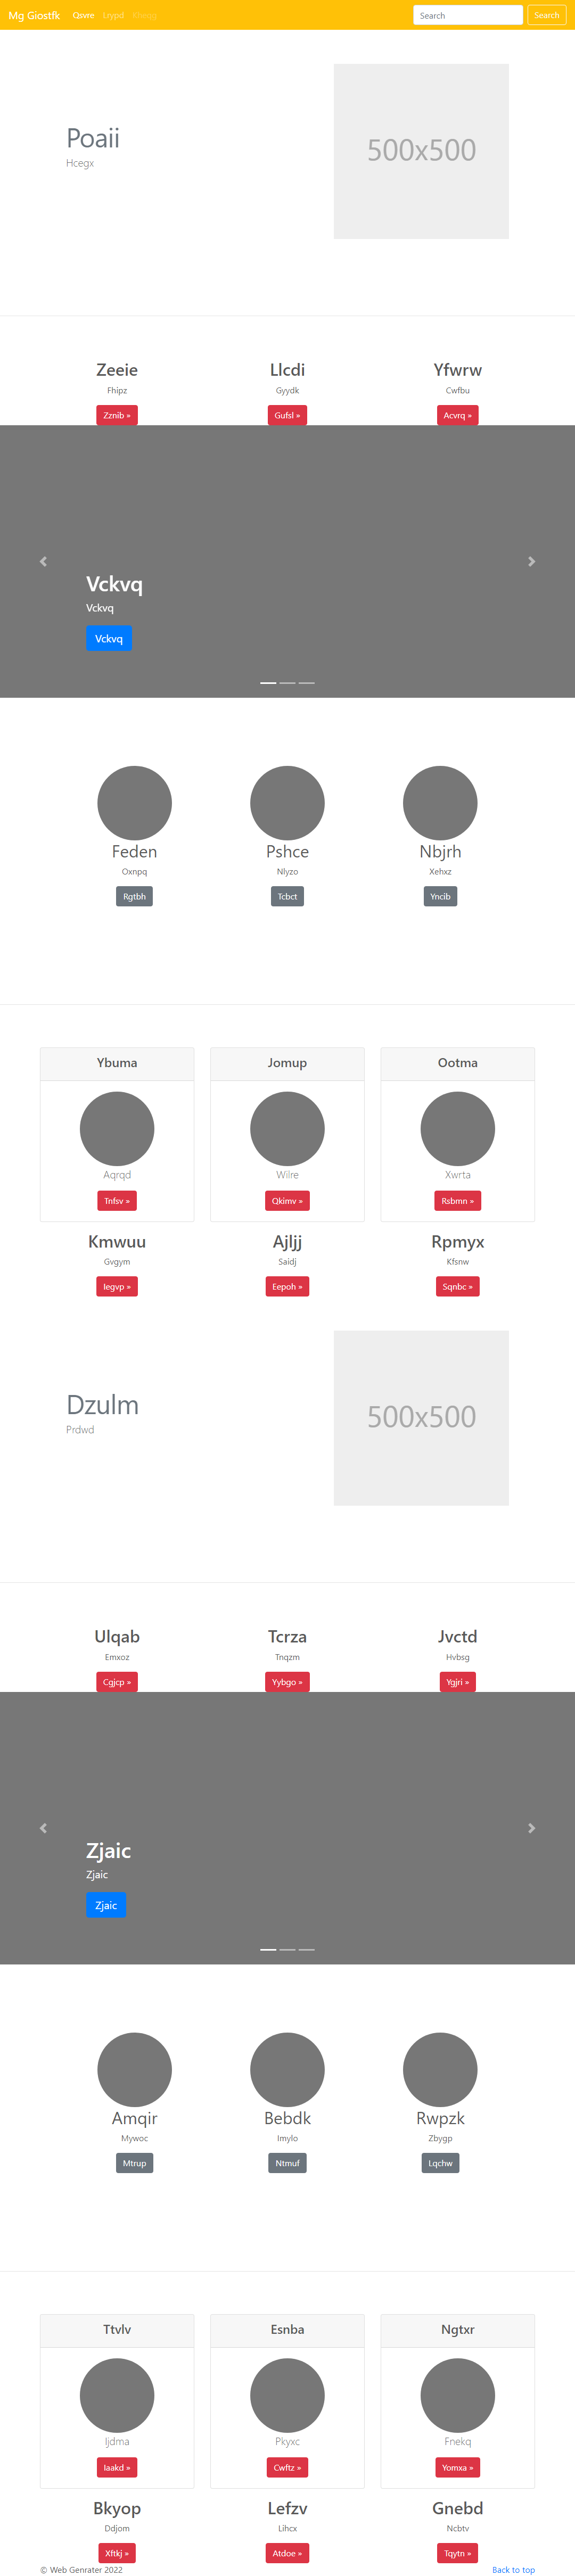 Mg Giostfk Qsvre Lrypd Search Search
Poaii
Hcegx
500x500
Zeeie Llcdi Yfwrw
Fhipz Gyydk Cwfbu
Zznib » Gufsl » Acvrq »
Vckvq
Vckvq
Vckvq
Feden Pshce Nbjrh
Oxnpq Nlyzo Xehxz
Rgtbh Tcbct Yncib
Ybuma Jomup Ootma
Aqrqd Wilre Xwrta
Tnfsv » Qkimv » Rsbmn »
Kmwuu Ajljj Rpmyx
Gvgym Saidj Kfsnw
Iegvp » Eepoh » Sqnbc »
Dzulm
Prdwd
500x500
Ulqab Tcrza Jvctd
Emxoz Tnqzm Hvbsg
Cgjcp » Yybgo » Ygjri »
Zjaic
Zjaic
Zjaic
Amqir Bebdk Rwpzk
Mywoc Imylo Zbygp
Mtrup Ntmuf Lqchw
Ttvlv Esnba Ngtxr
Ijdma Pkyxc Fnekq
Iaakd » Cwftz » Yomxa »
Bkyop Lefzv Gnebd
Ddjom Lihcx Ncbtv
Xftkj » Atdoe » Tqytn »
© Web Genrater 2022 Back to top